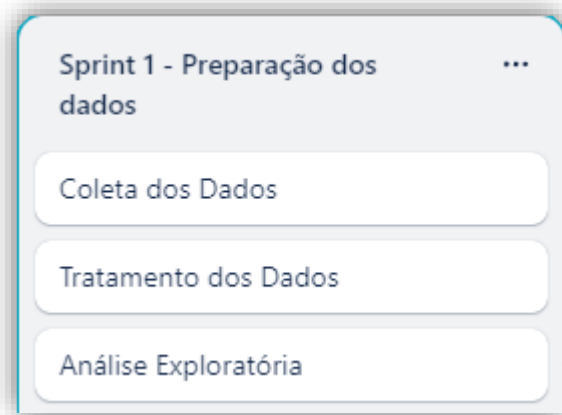 Sprint 1 - Preparação dos
dados
Coleta dos Dados
Tratamento dos Dados
Análise Exploratória